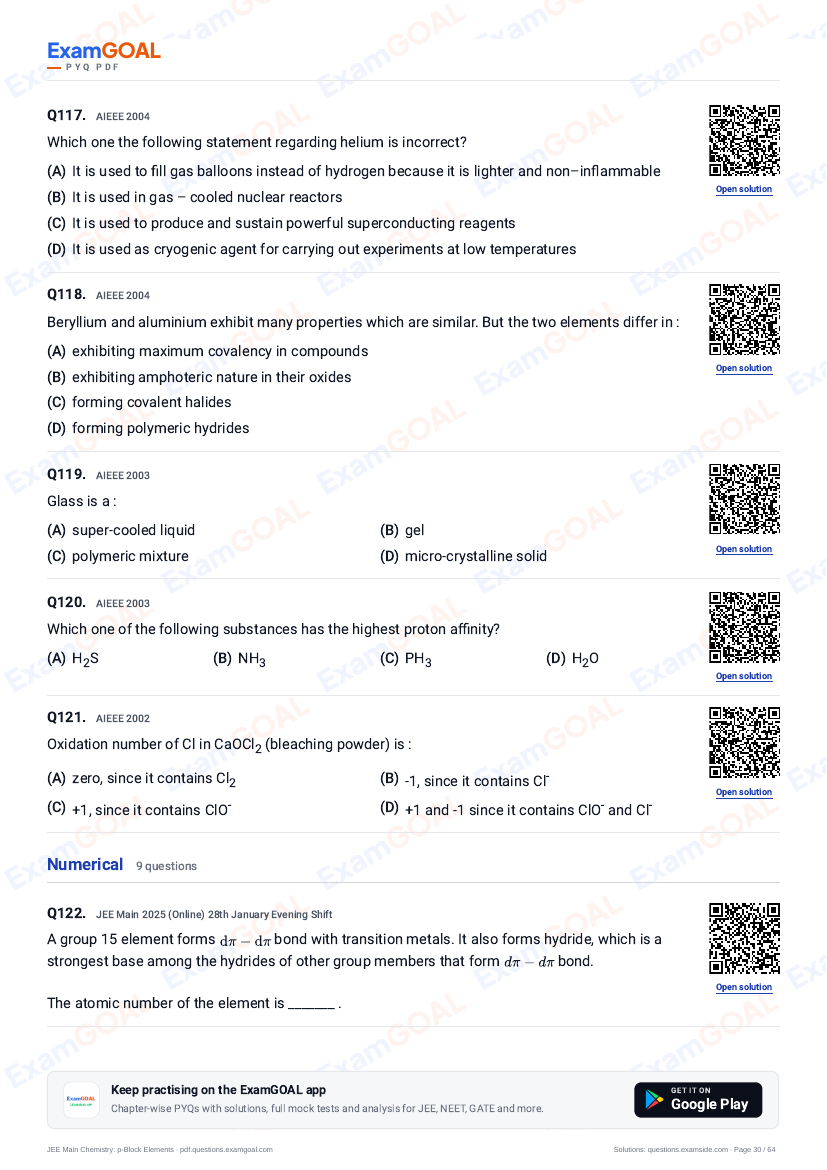 ExamGOAL
PYQ PDF
Q117. AIEEE 2004
Which one the following statement regarding helium is incorrect?
(A) It is used to fill gas balloons instead of hydrogen because it is lighter and non–inflammable
(B) It is used in gas – cooled nuclear reactors
(C) It is used to produce and sustain powerful superconducting reagents
(D) It is used as cryogenic agent for carrying out experiments at low temperatures
Open solution
Q118. AIEEE 2004
Beryllium and aluminium exhibit many properties which are similar. But the two elements differ in :
(A) exhibiting maximum covalency in compounds
(B) exhibiting amphoteric nature in their oxides
(C) forming covalent halides
(D) forming polymeric hydrides
Open solution
Q119. AIEEE 2003
Glass is a :
(A) super-cooled liquid (B) gel
(C) polymeric mixture (D) micro-crystalline solid
Open solution
Q120. AIEEE 2003
Which one of the following substances has the highest proton affinity?
(A) H₂S (B) NH₃ (C) PH₃ (D) H₂O
Open solution
Q121. AIEEE 2002
Oxidation number of Cl in CaOCl₂ (bleaching powder) is :
(A) zero, since it contains Cl₂ (B) -1, since it contains Cl⁻
(C) +1, since it contains ClO⁻ (D) +1 and -1 since it contains ClO⁻ and Cl⁻
Open solution
Numerical 9 questions
Q122. JEE Main 2025 (Online) 28th January Evening Shift
A group 15 element forms dπ − dπ bond with transition metals. It also forms hydride, which is a
strongest base among the hydrides of other group members that form dπ − dπ bond.
The atomic number of the element is _______ .
Open solution
Keep practising on the ExamGOAL app
Chapter-wise PYQs with solutions, full mock tests and analysis for JEE, NEET, GATE and more.
GET IT ON
Google Play
JEE Main Chemistry: p-Block Elements · pdf.questions.examgoal.com Solutions: questions.examside.com · Page 30 / 64